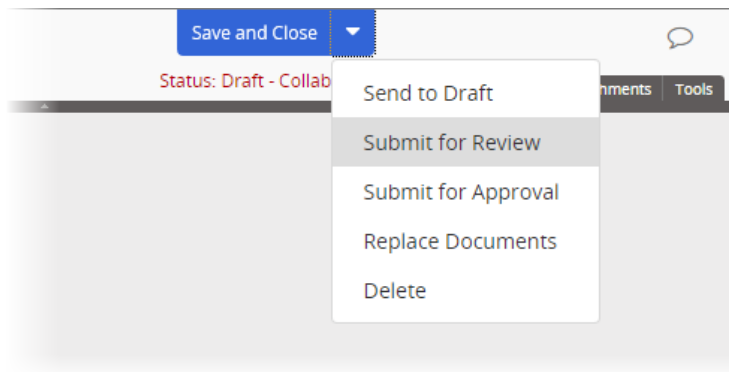 Save and Close
Status: Draft - Collab
Tools
Send to Draft
Submit for Review
Submit for Approval
Replace Documents
Delete